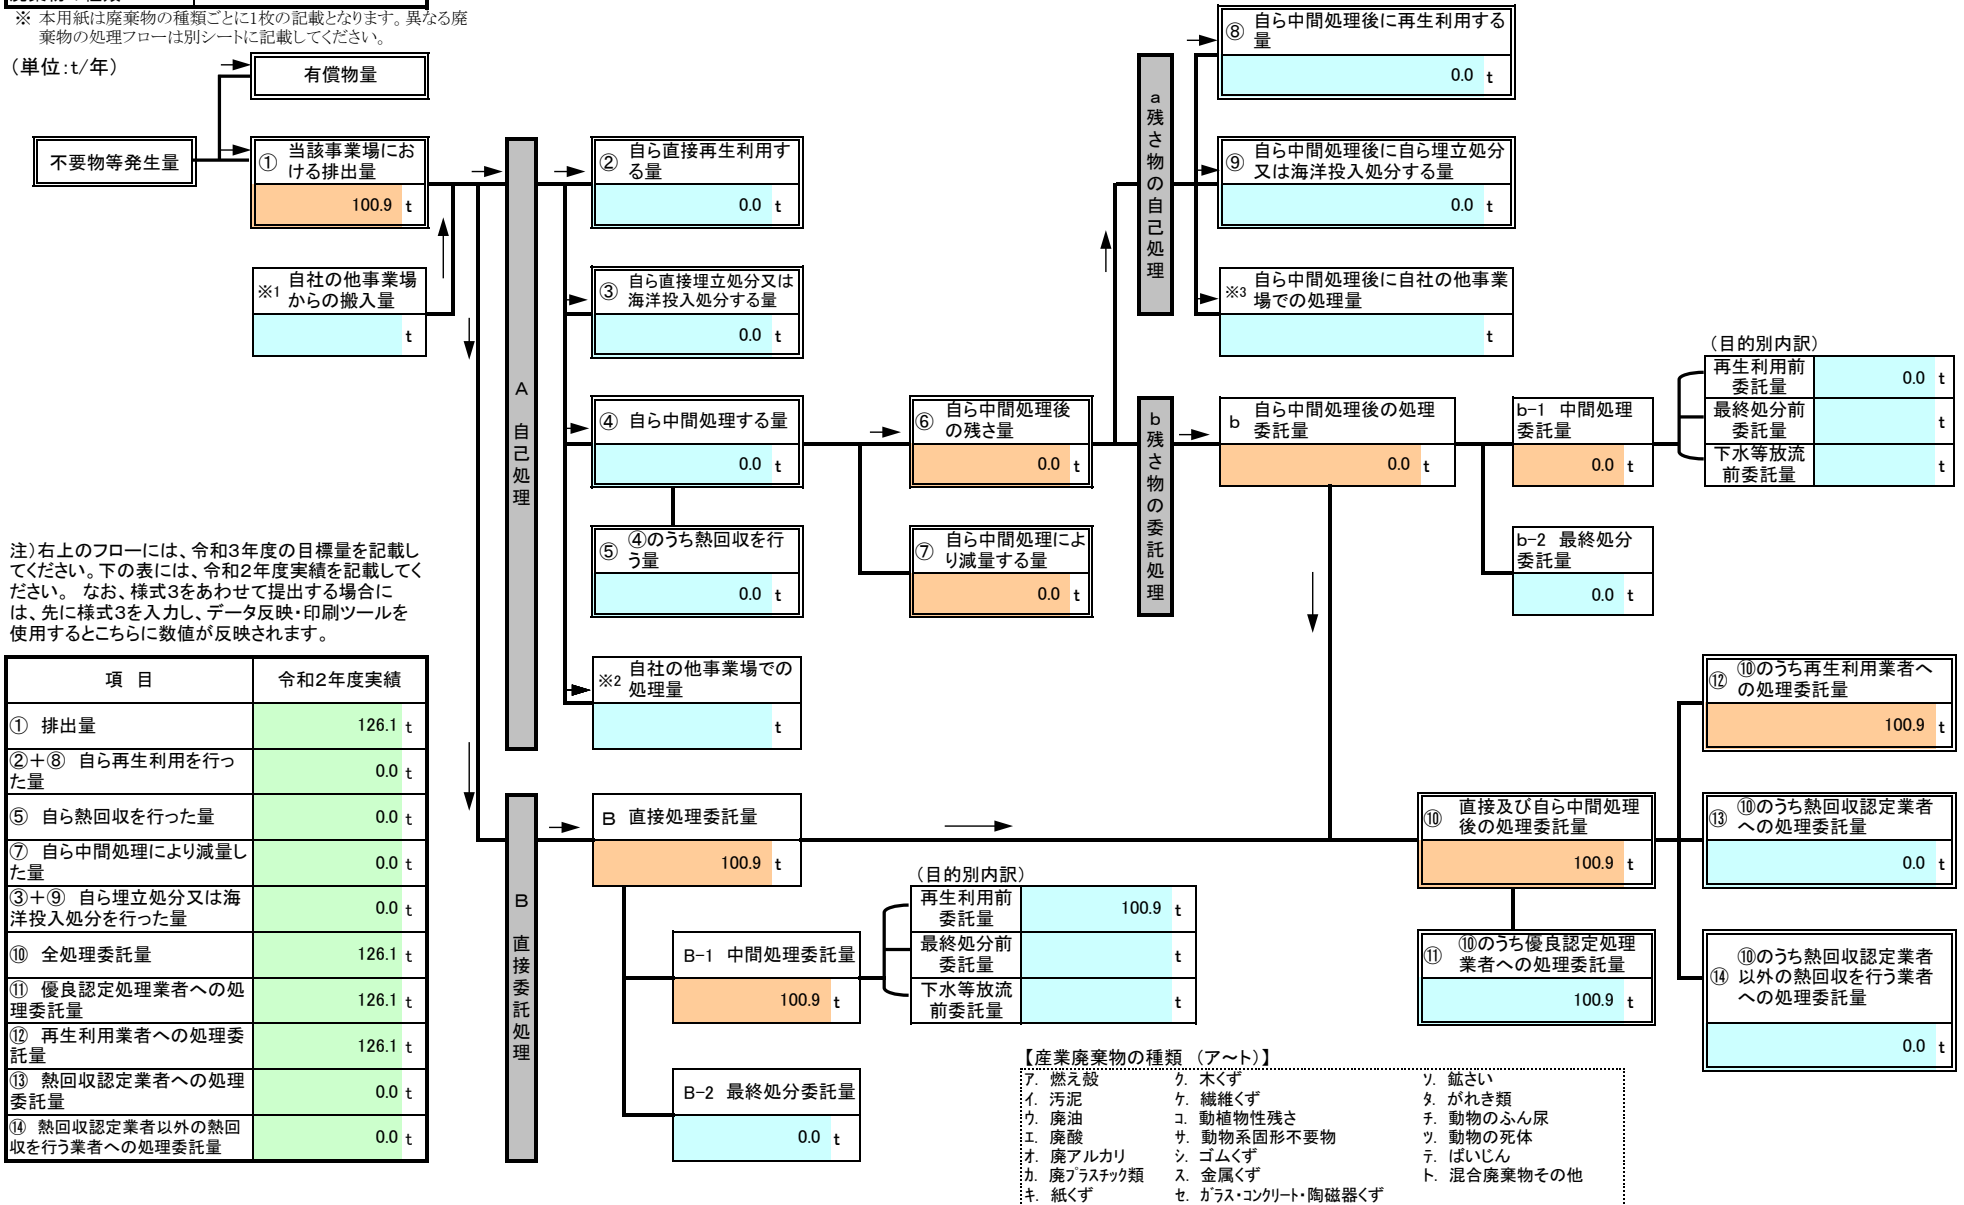 ※ 本用紙は廃棄物の種類ごとに1枚の記載となります。異なる廃
棄物の処理フローは別シートに記載してください。
（単位：t/年）
有償物量
不要物等発生量
① 当該事業場にお
ける排出量
100.9 t
※1 自社の他事業場
からの搬入量
t
A 自己処理
② 自ら直接再生利用す
る量
0.0 t
③ 自ら直接埋立処分又は
海洋投入処分する量
0.0 t
④ 自ら中間処理する量
0.0 t
⑤ ④のうち熱回収を行
う量
0.0 t
※2 自社の他事業場での
処理量
t
⑥ 自ら中間処理後
の残さ量
0.0 t
⑦ 自ら中間処理によ
り減量する量
0.0 t
a 残さ物の自己処理
⑧ 自ら中間処理後に再生利用する
量
0.0 t
⑨ 自ら中間処理後に自ら埋立処分
又は海洋投入処分する量
0.0 t
※3 自ら中間処理後に自社の他事業
場での処理量
t
b 残さ物の委託処理
b 自ら中間処理後の処理
委託量
0.0 t
b-1 中間処理
委託量
0.0 t
（目的別内訳）
再生利用前
委託量
0.0 t
最終処分前
委託量
t
下水等放流
前委託量
t
b-2 最終処分
委託量
0.0 t
注）右上のフローには、令和３年度の目標量を記載し
てください。下の表には、令和２年度実績を記載してく
ださい。 なお、様式3をあわせて提出する場合に
は、先に様式3を入力し、データ反映・印刷ツールを
使用するとこちらに数値が反映されます。
項 目 令和２年度実績
① 排出量 126.1 t
②＋⑧ 自ら再生利用を行っ
た量 0.0 t
⑤ 自ら熱回収を行った量 0.0 t
⑦ 自ら中間処理により減量し
た量 0.0 t
③＋⑨ 自ら埋立処分又は海
洋投入処分を行った量 0.0 t
⑩ 全処理委託量 126.1 t
⑪ 優良認定処理業者への処
理委託量 126.1 t
⑫ 再生利用業者への処理委
託量 126.1 t
⑬ 熱回収認定業者への処理
委託量 0.0 t
⑭ 熱回収認定業者以外の熱回
収を行う業者への処理委託量 0.0 t
B 直接委託処理
B 直接処理委託量
100.9 t
B-1 中間処理委託量
100.9 t
（目的別内訳）
再生利用前
委託量
100.9 t
最終処分前
委託量
t
下水等放流
前委託量
t
B-2 最終処分委託量
0.0 t
⑩ 直接及び自ら中間処理
後の処理委託量
100.9 t
⑪ ⑩のうち優良認定処理
業者への処理委託量
100.9 t
⑫ ⑩のうち再生利用業者へ
の処理委託量
100.9 t
⑬ ⑩のうち熱回収認定業者
への処理委託量
0.0 t
⑭ ⑩のうち熱回収認定業者
以外の熱回収を行う業者
への処理委託量
0.0 t
【産業廃棄物の種類 （ア～ト）】
ア. 燃え殻 ク. 木くず ソ. 鉱さい
イ. 汚泥 ケ. 繊維くず タ. がれき類
ウ. 廃油 コ. 動植物性残さ チ. 動物のふん尿
エ. 廃酸 サ. 動物系固形不要物 ツ. 動物の死体
オ. 廃アルカリ シ. ゴムくず テ. ばいじん
カ. 廃プラスチック類 ス. 金属くず ト. 混合廃棄物その他
キ. 紙くず セ. ガラス・コンクリート・陶磁器くず